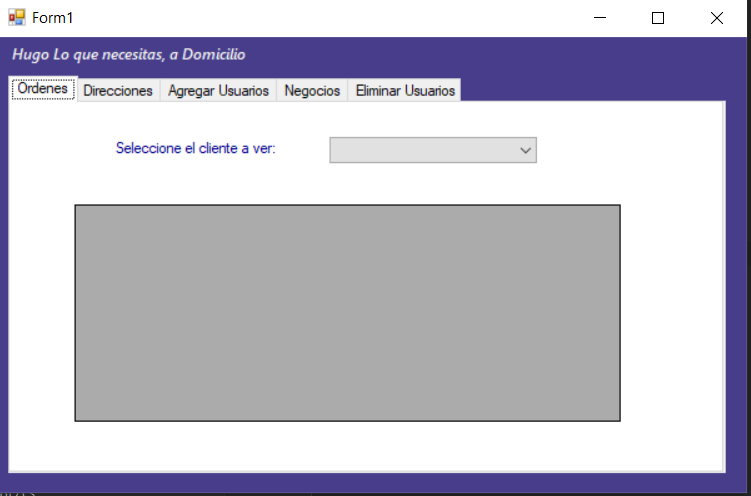 Form1
Hugo Lo que necesitas, a Domicilio
Ordenes Direcciones Agregar Usuarios Negocios Eliminar Usuarios
Seleccione el cliente a ver: